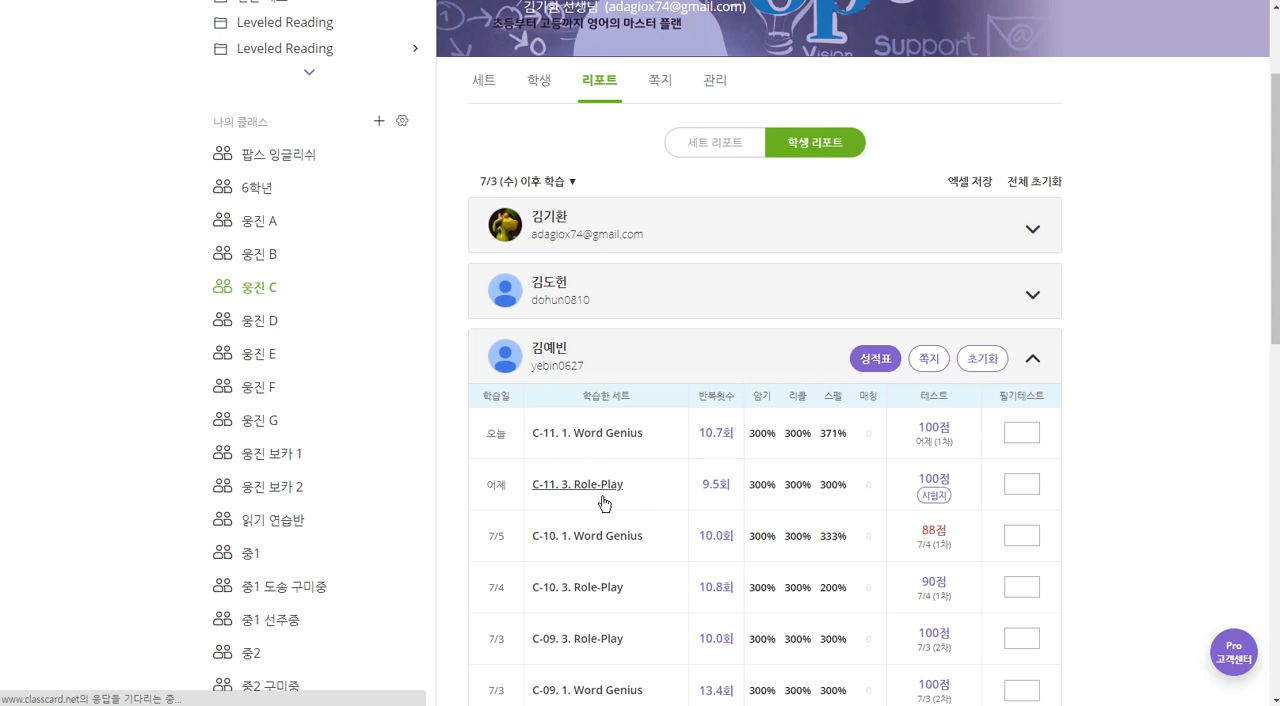 Leveled Reading
Leveled Reading
나의 클래스
팝스 잉글리쉬
6학년
웅진 A
웅진 B
웅진 C
웅진 D
웅진 E
웅진 F
웅진 G
웅진 보카 1
웅진 보카 2
읽기 연습반
중1
중1 도송 구미중
중1 선주중
중2
중2 구미중
www.classcard.net의 응답을 기다리는 중...
김기환 선생님 (adagiox74@gmail.com)
초등부터 고등까지 영어의 마스터 플랜
Vision
Support
세트 학생 리포트 쪽지 관리
세트 리포트 학생 리포트
7/3 (수) 이후 학습 ▼ 엑셀 저장 전체 초기화
김기환
adagiox74@gmail.com
김도헌
dohun0810
김예빈
yebin0627
성적표 쪽지 초기화
학습일 학습한 세트 반복횟수 암기 리콜 스펠 매칭 테스트 필기테스트
오늘 C-11. 1. Word Genius 10.7회 300% 300% 371% 0 100점
어제 (1차)
어제 C-11. 3. Role-Play 9.5회 300% 300% 300% 0 100점
시험지
7/5 C-10. 1. Word Genius 10.0회 300% 300% 333% 0 88점
7/4 (1차)
7/4 C-10. 3. Role-Play 10.8회 300% 300% 200% 0 90점
7/4 (1차)
7/3 C-09. 3. Role-Play 10.0회 300% 300% 300% 0 100점
7/3 (2차)
7/3 C-09. 1. Word Genius 13.4회 300% 300% 300% 0 100점
7/3 (2차)
Pro
고객센터